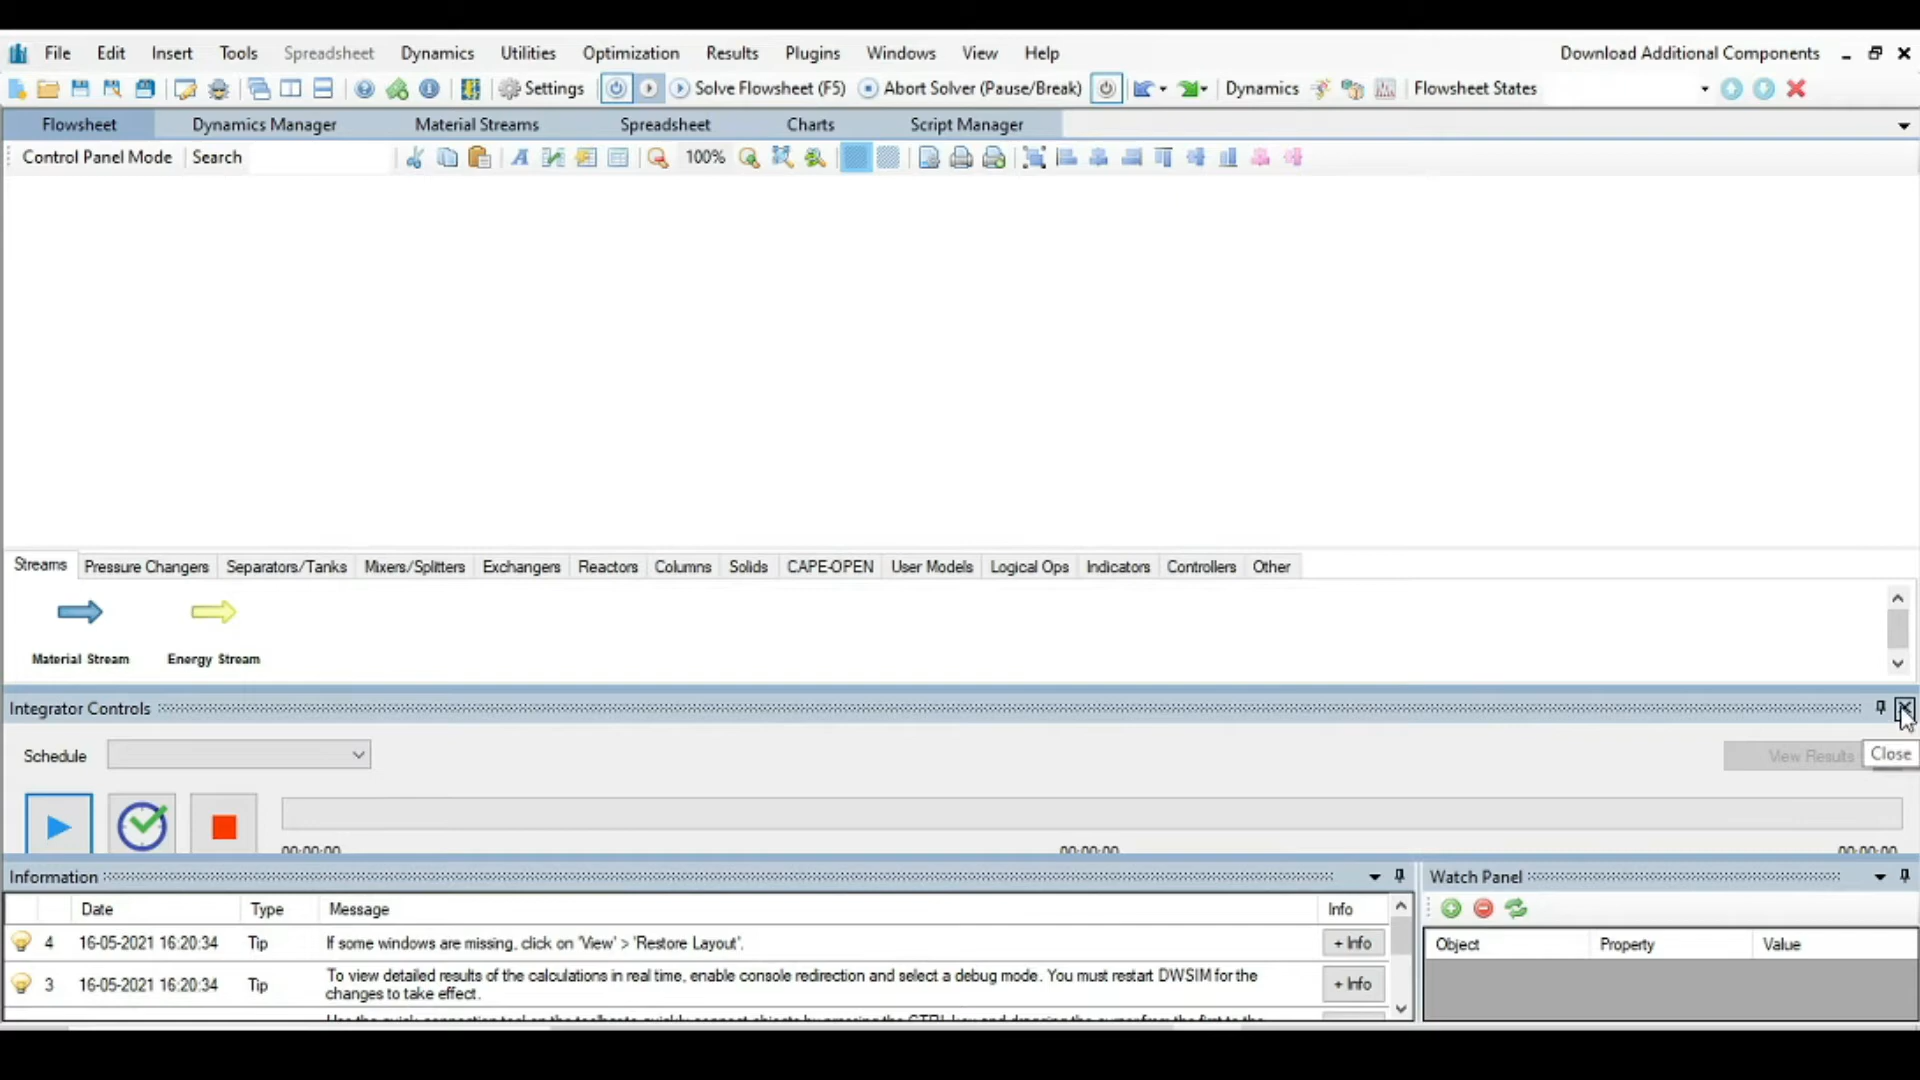 File Edit Insert Tools Spreadsheet Dynamics Utilities Optimization Results Plugins Windows View Help Download Additional Components
Settings Solve Flowsheet (F5) Abort Solver (Pause/Break) Dynamics Flowsheet States
Flowsheet Dynamics Manager Material Streams Spreadsheet Charts Script Manager
Control Panel Mode Search 100%
Streams Pressure Changers Separators/Tanks Mixers/Splitters Exchangers Reactors Columns Solids CAPE-OPEN User Models Logical Ops Indicators Controllers Other
Material Stream Energy Stream
Integrator Controls
Schedule View Results Close
00:00:00 00:00:00 00:00:00
Information Watch Panel
Date Type Message Info
4 16-05-2021 16:20:34 Tip If some windows are missing, click on 'View' > 'Restore Layout'. + Info
Object Property Value
3 16-05-2021 16:20:34 Tip To view detailed results of the calculations in real time, enable console redirection and select a debug mode. You must restart DWSIM for the + Info
changes to take effect.